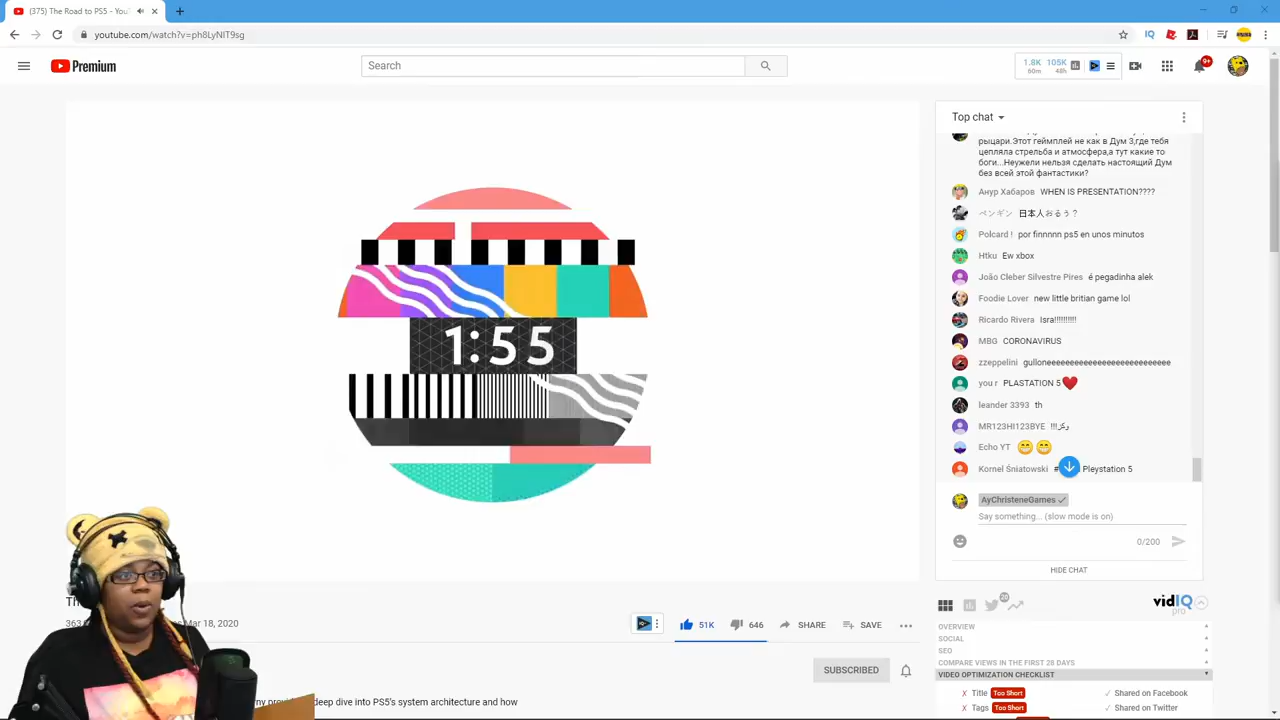 (375) The Road to PS5 - You
youtube.com/watch?v=ph8LyNIT9sg
Premium
Search
1.8K 105K
60m 48h
9+
Top chat
рыцари.Этот геймплей не как в Дум 3,где тебя
цепляла стрельба и атмосфера,а тут какие то
боги...Неужели нельзя сделать настоящий Дум
без всей этой фантастики?
Анур Хабаров WHEN IS PRESENTATION????
ペンギン 日本人おるぅ？
Polcard ! por finnnnn ps5 en unos minutos
Htku Ew xbox
João Cleber Silvestre Pires é pegadinha alek
Foodie Lover new little britian game lol
Ricardo Rivera Isra!!!!!!!!!!
MBG CORONAVIRUS
zzeppelini gulloneeeeeeeeeeeeeeeeeeeeeeeeeee
you r PLASTATION 5❤️
leander 3393 th
MR123HI123BYE
Echo YT 😁😁
Kornel Śniatowski # Pleystation 5
AyChristeneGames ✓
Say something... (slow mode is on)
0/200
HIDE CHAT
1:55
Mar 18, 2020
51K 646 SHARE SAVE
SUBSCRIBED
deep dive into PS5's system architecture and how
20
vidIQ
pro
OVERVIEW
SOCIAL
SEO
COMPARE VIEWS IN THE FIRST 28 DAYS
VIDEO OPTIMIZATION CHECKLIST
✗ Title Too Short ✓ Shared on Facebook
✗ Tags Too Short ✓ Shared on Twitter